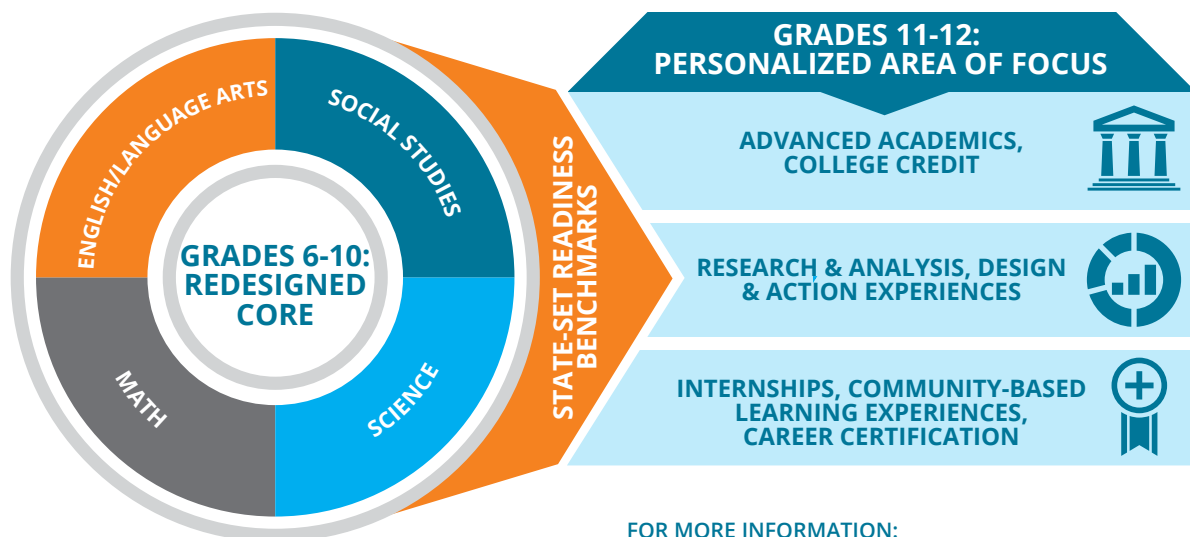 ENGLISH/LANGUAGE ARTS
SOCIAL STUDIES
GRADES 6-10:
REDESIGNED
CORE
MATH
SCIENCE
STATE-SET READINESS
BENCHMARKS
GRADES 11-12:
PERSONALIZED AREA OF FOCUS
ADVANCED ACADEMICS,
COLLEGE CREDIT
RESEARCH & ANALYSIS, DESIGN
& ACTION EXPERIENCES
INTERNSHIPS, COMMUNITY-BASED
LEARNING EXPERIENCES,
CAREER CERTIFICATION
FOR MORE INFORMATION: